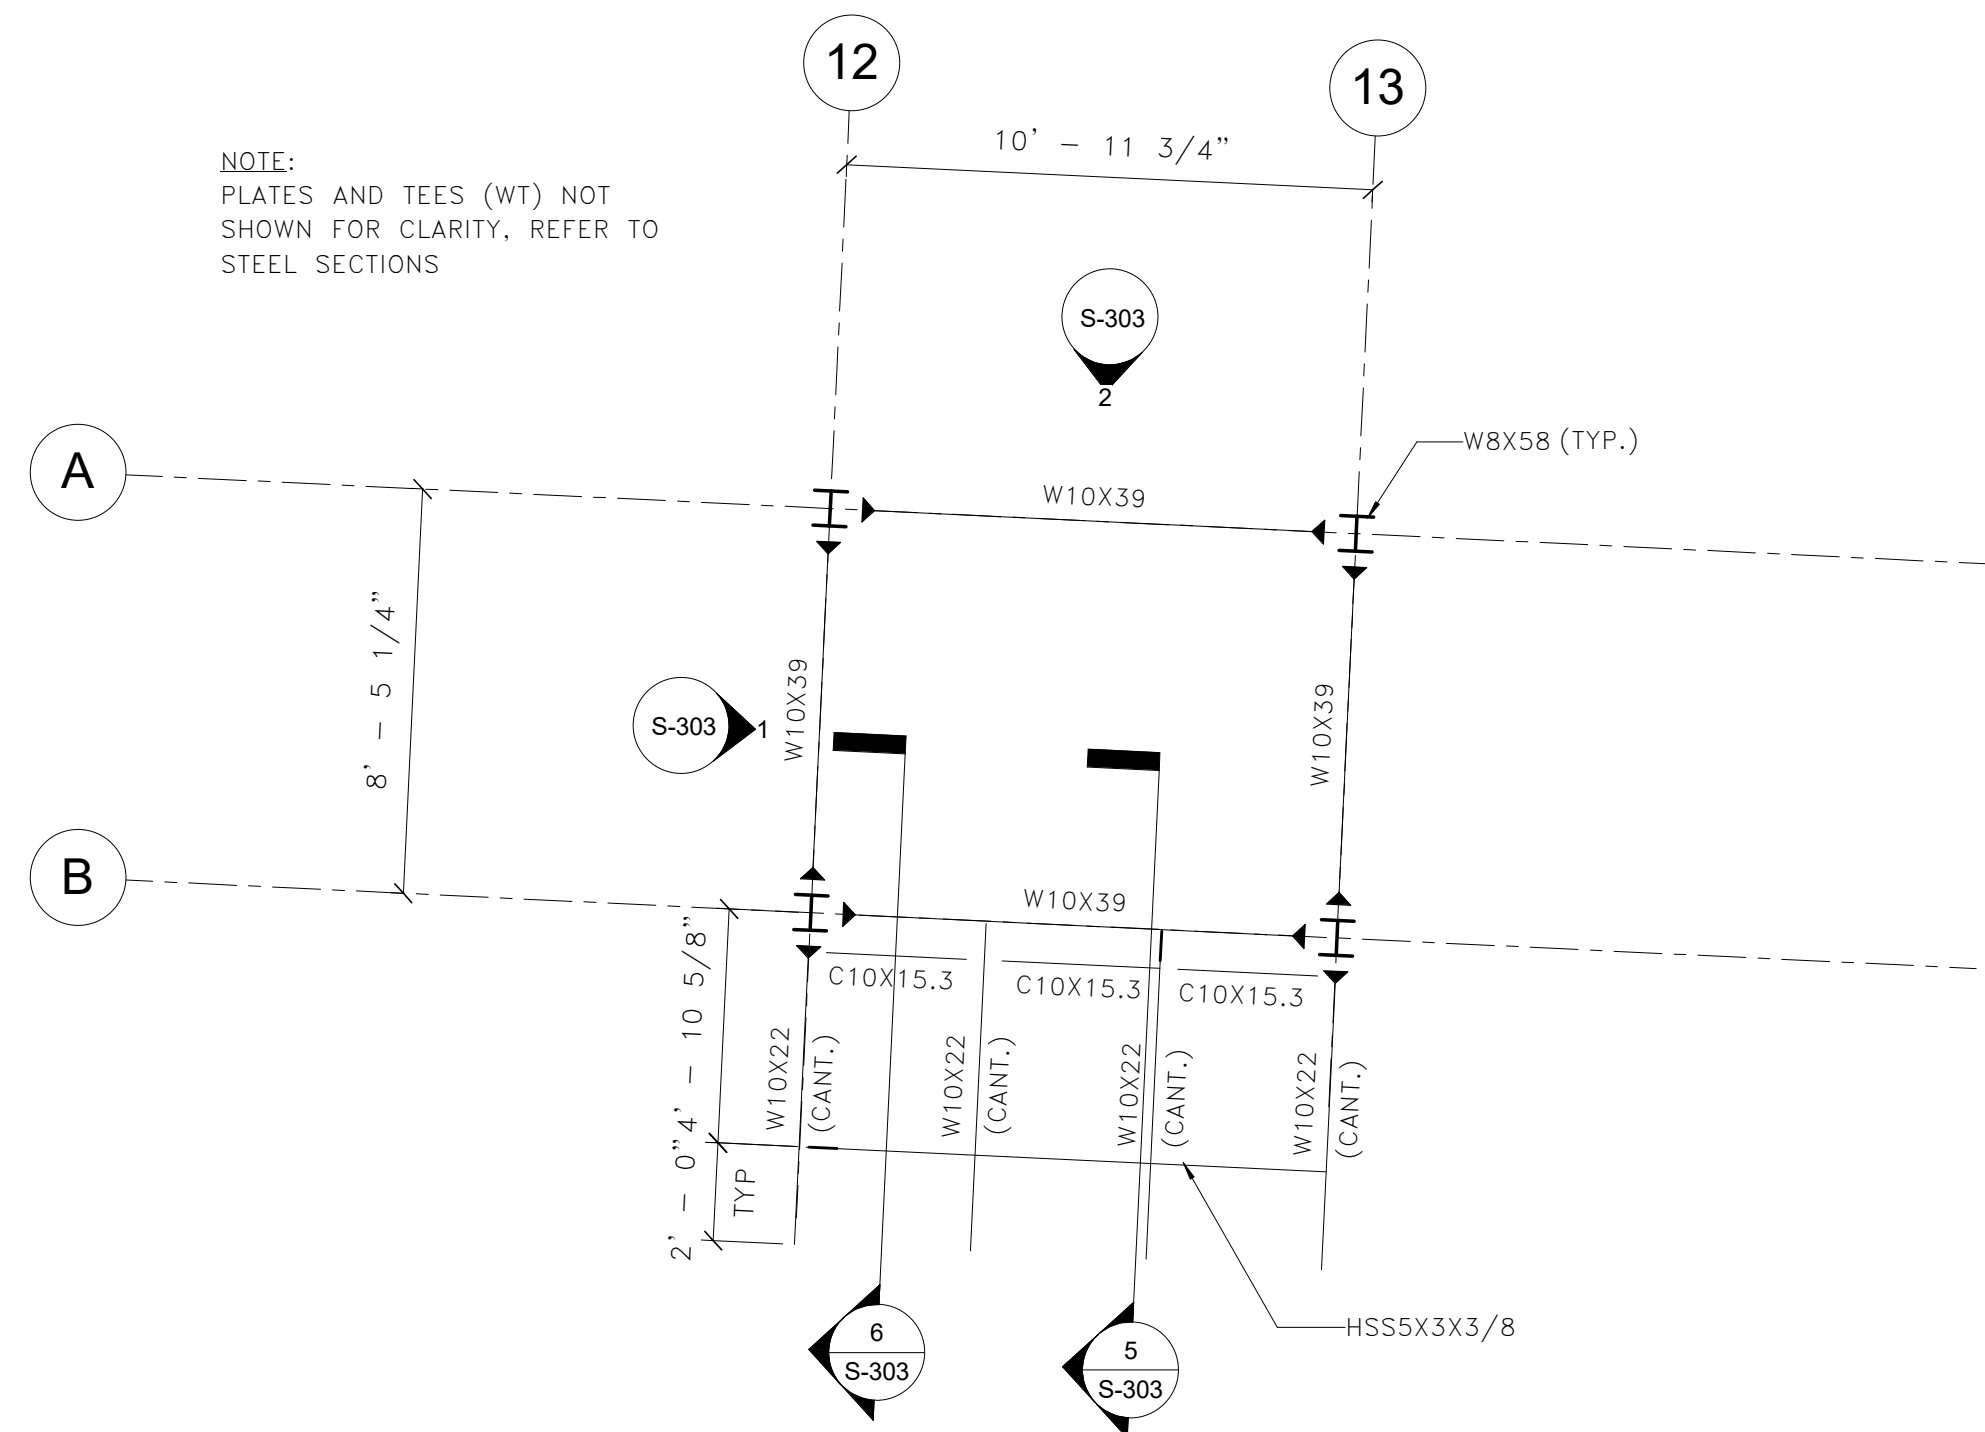 12
13
10' – 11 3/4"
NOTE:
PLATES AND TEES (WT) NOT
SHOWN FOR CLARITY, REFER TO
STEEL SECTIONS
S-303
2
A
W8X58 (TYP.)
W10X39
8' – 5 1/4"
S-303
1
W10X39
W10X39
B
W10X39
C10X15.3
C10X15.3
C10X15.3
4' – 10 5/8"
W10X22
(CANT.)
W10X22
(CANT.)
W10X22
(CANT.)
W10X22
(CANT.)
2' – 0"
TYP
HSS5X3X3/8
6
S-303
5
S-303